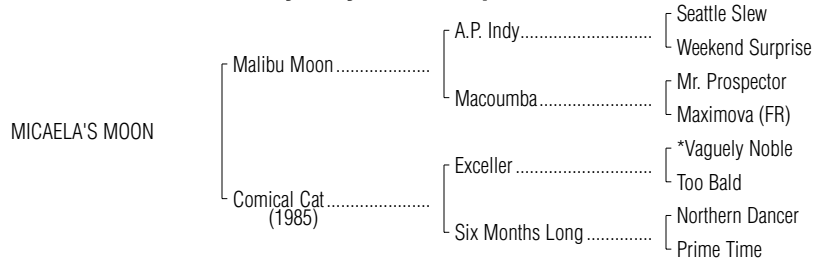 Seattle Slew
A.P. Indy
Weekend Surprise
Malibu Moon
Mr. Prospector
Macoumba
Maximova (FR)
MICAELA'S MOON
*Vaguely Noble
Exceller
Too Bald
Comical Cat
(1985)
Northern Dancer
Six Months Long
Prime Time